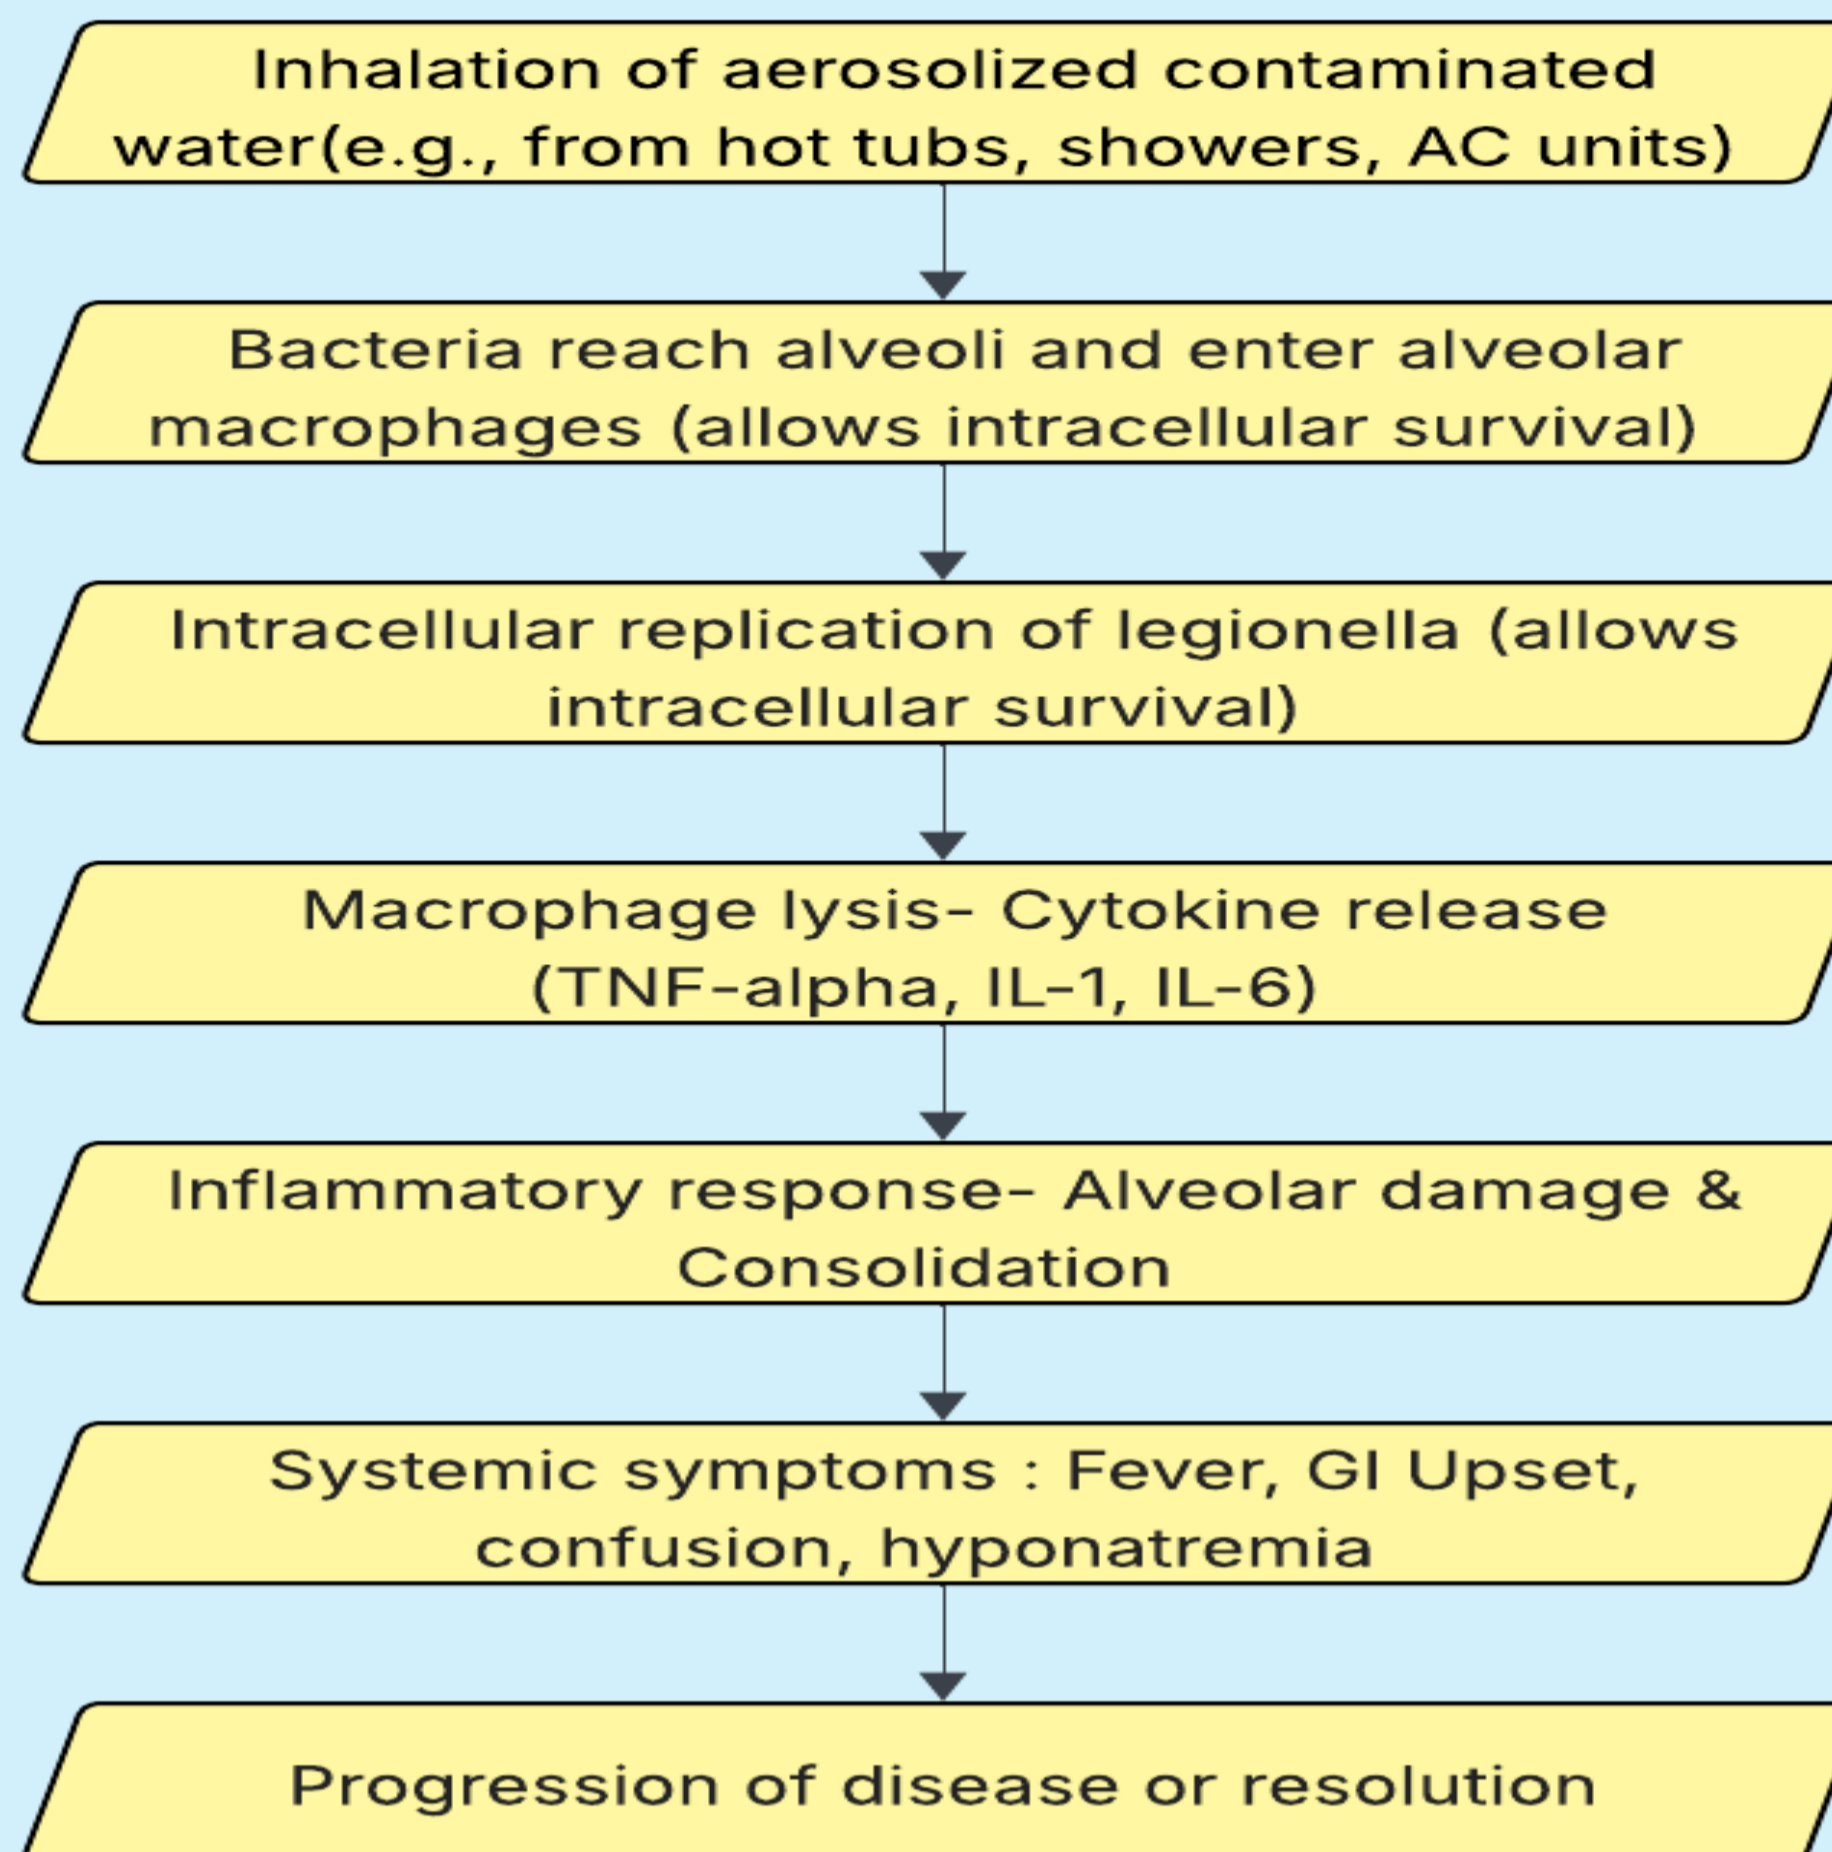 Inhalation of aerosolized contaminated
water(e.g., from hot tubs, showers, AC units)
Bacteria reach alveoli and enter alveolar
macrophages (allows intracellular survival)
Intracellular replication of legionella (allows
intracellular survival)
Macrophage lysis- Cytokine release
(TNF-alpha, IL-1, IL-6)
Inflammatory response- Alveolar damage &
Consolidation
Systemic symptoms : Fever, GI Upset,
confusion, hyponatremia
Progression of disease or resolution